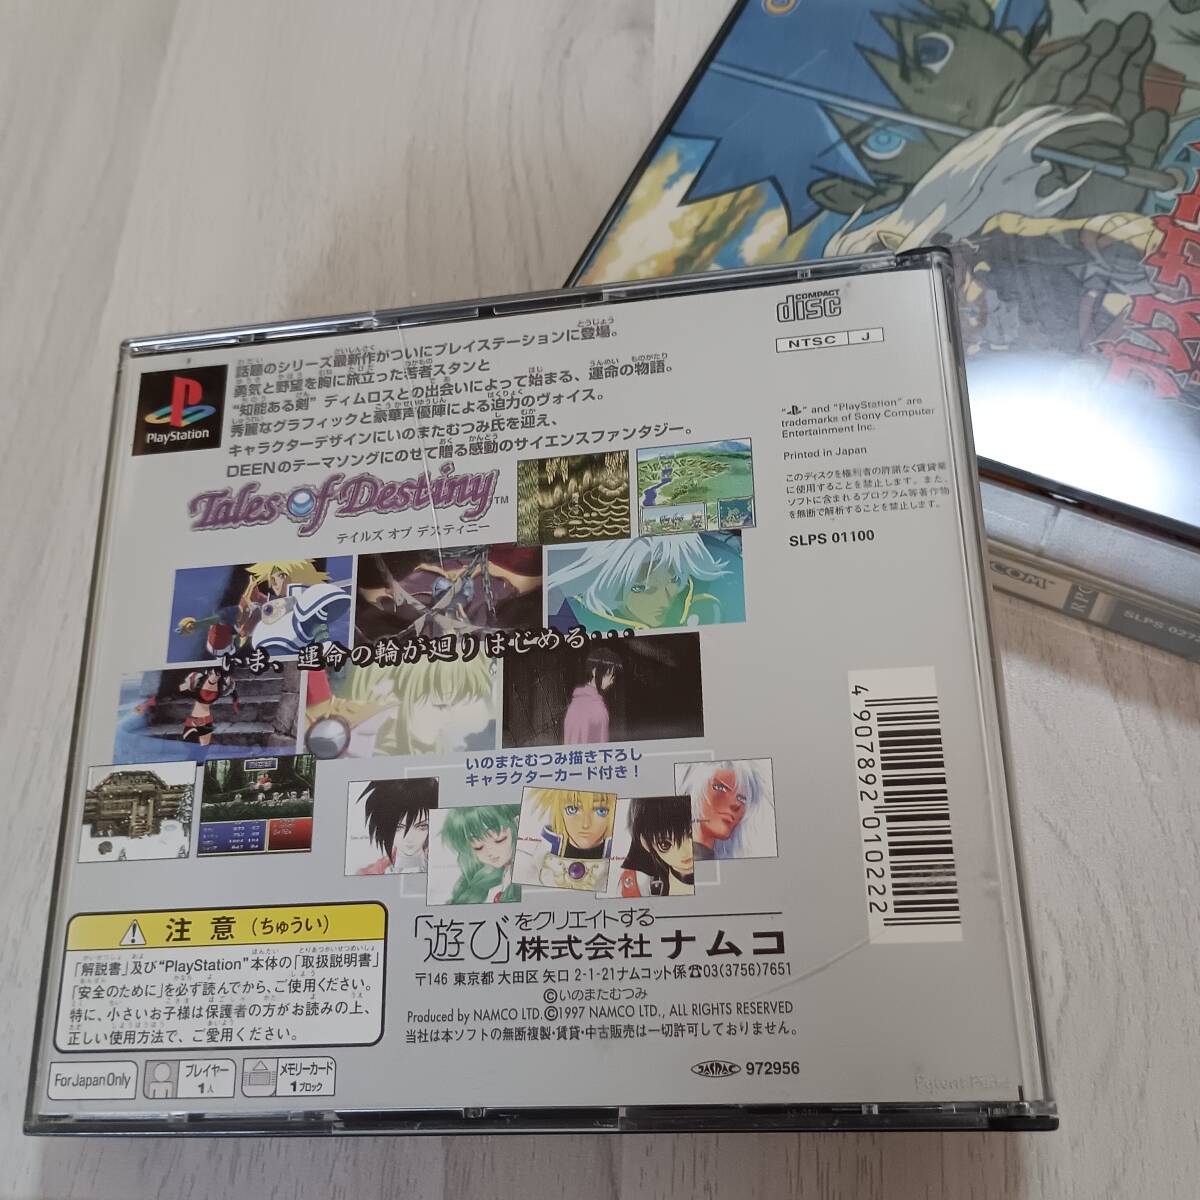 話題のシリーズ最新作がついにプレイステーションに登場。
勇気と野望を胸に旅立った若者スタンと
"知能ある剣" ディムロスとの出会いによって始まる、運命の物語。
秀麗なグラフィックと豪華声優陣による迫力のヴォイス。
キャラクターデザインにいのまたむつみ氏を迎え、
DEENのテーマソングにのせて贈る感動のサイエンスファンタジー。
PlayStation
Tales of Destiny™
テイルズ オブ デスティニー
COMPACT
disc
NTSC J
"PS" and "PlayStation" are
trademarks of Sony Computer
Entertainment Inc.
Printed in Japan
このディスクを権利者の許諾なく賃貸業
に使用することを禁止します。また、
ソフトに含まれるプログラム等著作物
を無断で解析することを禁止します。
SLPS 01100
いま、運命の輪が廻りはじめる・・・
いのまたむつみ描き下ろし
キャラクターカード付き!
4 907892 010222
注意(ちゅうい)
「解説書」及び"PlayStation"本体の「取扱説明書」
「安全のために」を必ず読んでから、ご使用ください。
特に、小さいお子様は保護者の方がお読みの上、
正しい使用方法で、ご愛用ください。
For Japan Only
プレイヤー
1人
メモリーカード
1ブロック
「遊び」をクリエイトする
株式会社 ナムコ
〒146 東京都 大田区 矢口 2-1-21ナムコット係☎03(3756)7651
©いのまたむつみ
Produced by NAMCO LTD.©1997 NAMCO LTD., ALL RIGHTS RESERVED
当社は本ソフトの無断複製・賃貸・中古販売は一切許可しておりません。
JASRAC 972956
ブレス オブ
COM
RPG
SLPS 027